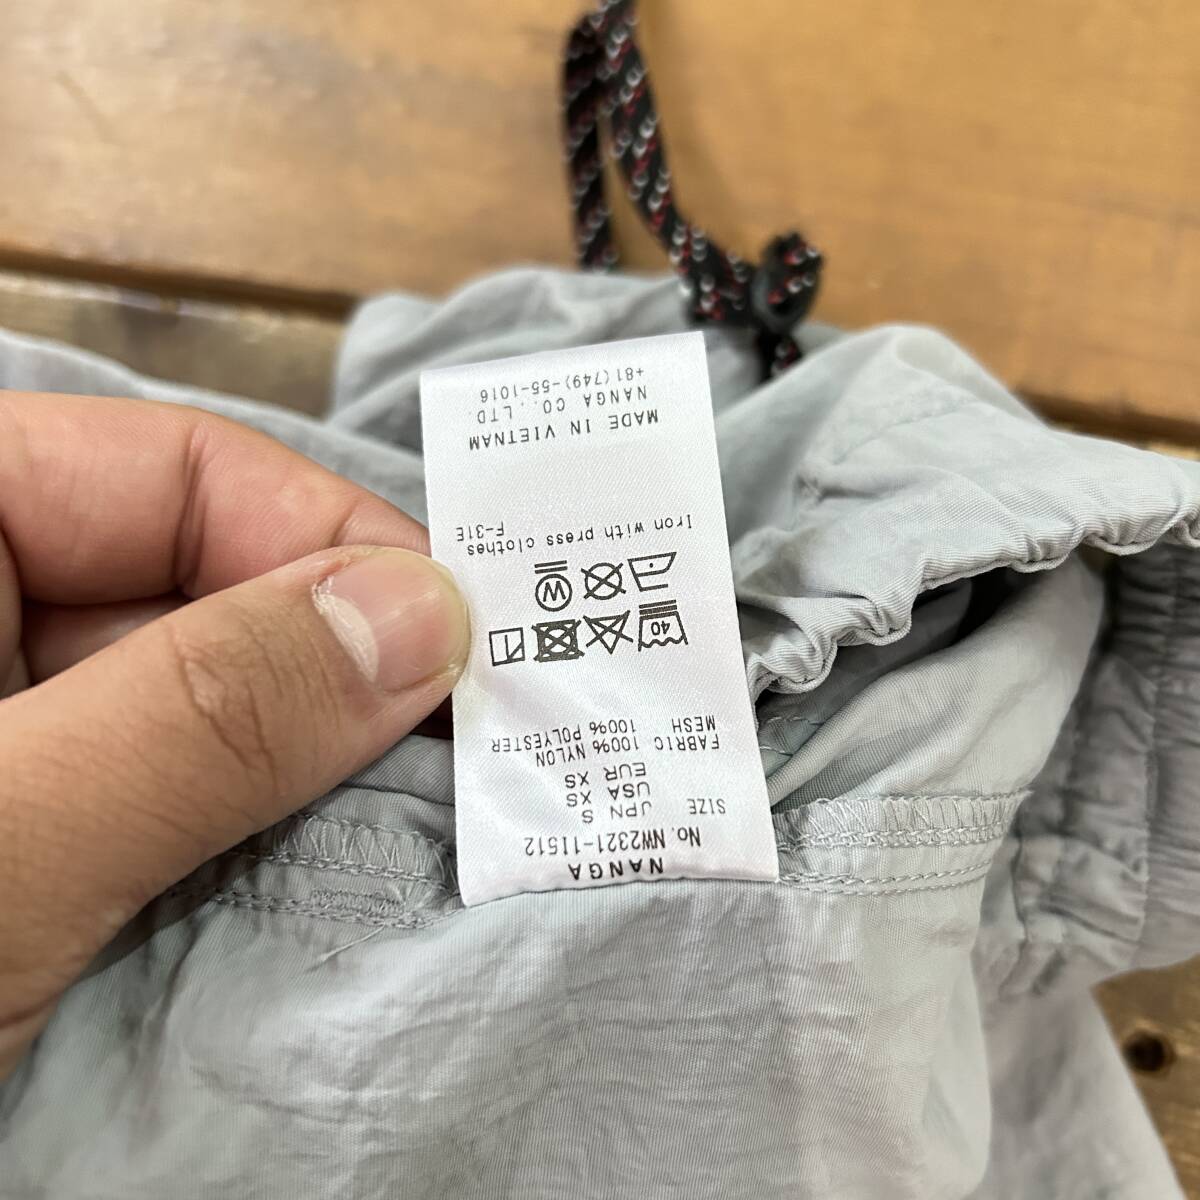 NANGA
No. NW2321-1I512
SIZE JPN S
USA XS
EUR XS
FABRIC 100% NYLON
MESH 100% POLYESTER
40
W
Iron with press clothes
F-31E
MADE IN VIETNAM
NANGA CO.,LTD.
+81(749)-55-1016